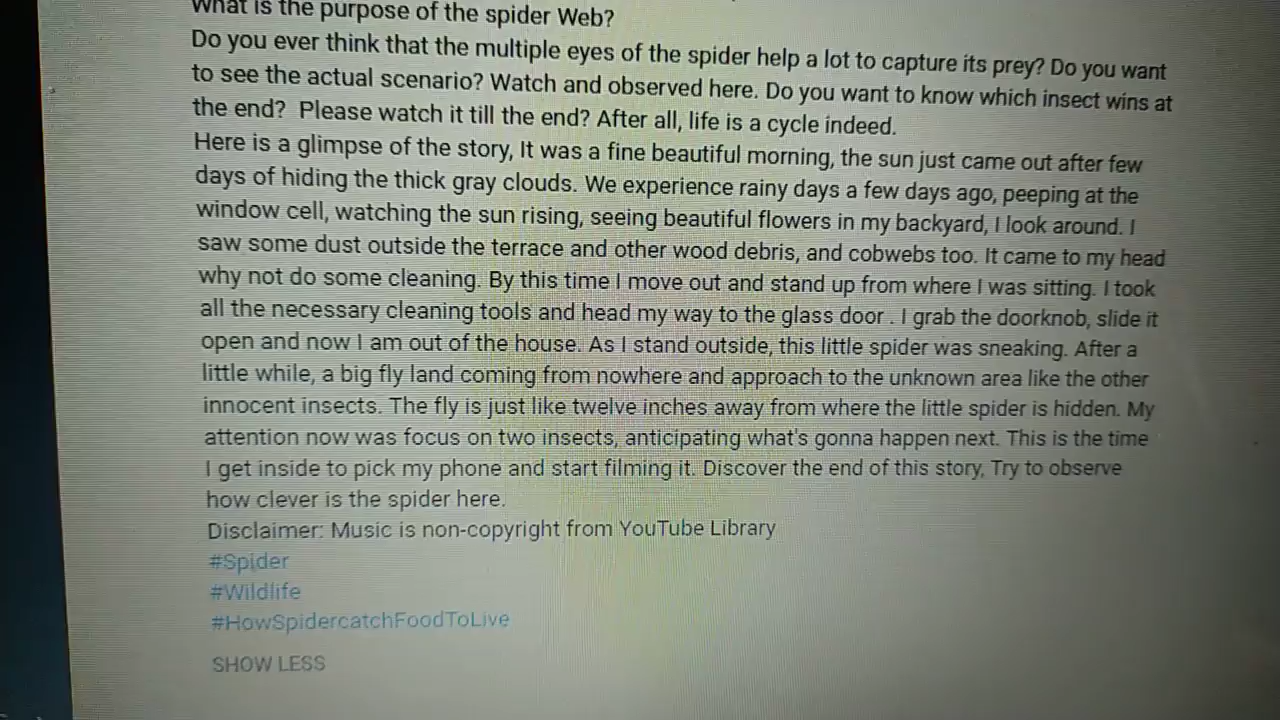 What is the purpose of the spider Web?
Do you ever think that the multiple eyes of the spider help a lot to capture its prey? Do you want
to see the actual scenario? Watch and observed here. Do you want to know which insect wins at
the end?  Please watch it till the end? After all, life is a cycle indeed.
Here is a glimpse of the story, It was a fine beautiful morning, the sun just came out after few
days of hiding the thick gray clouds. We experience rainy days a few days ago, peeping at the
window cell, watching the sun rising, seeing beautiful flowers in my backyard, I look around. I
saw some dust outside the terrace and other wood debris, and cobwebs too. It came to my head
why not do some cleaning. By this time I move out and stand up from where I was sitting. I took
all the necessary cleaning tools and head my way to the glass door . I grab the doorknob, slide it
open and now I am out of the house. As I stand outside, this little spider was sneaking. After a
little while, a big fly land coming from nowhere and approach to the unknown area like the other
innocent insects. The fly is just like twelve inches away from where the little spider is hidden. My
attention now was focus on two insects, anticipating what's gonna happen next. This is the time
I get inside to pick my phone and start filming it. Discover the end of this story, Try to observe
how clever is the spider here.
Disclaimer: Music is non-copyright from YouTube Library
#Spider
#Wildlife
#HowSpidercatchFoodToLive
SHOW LESS